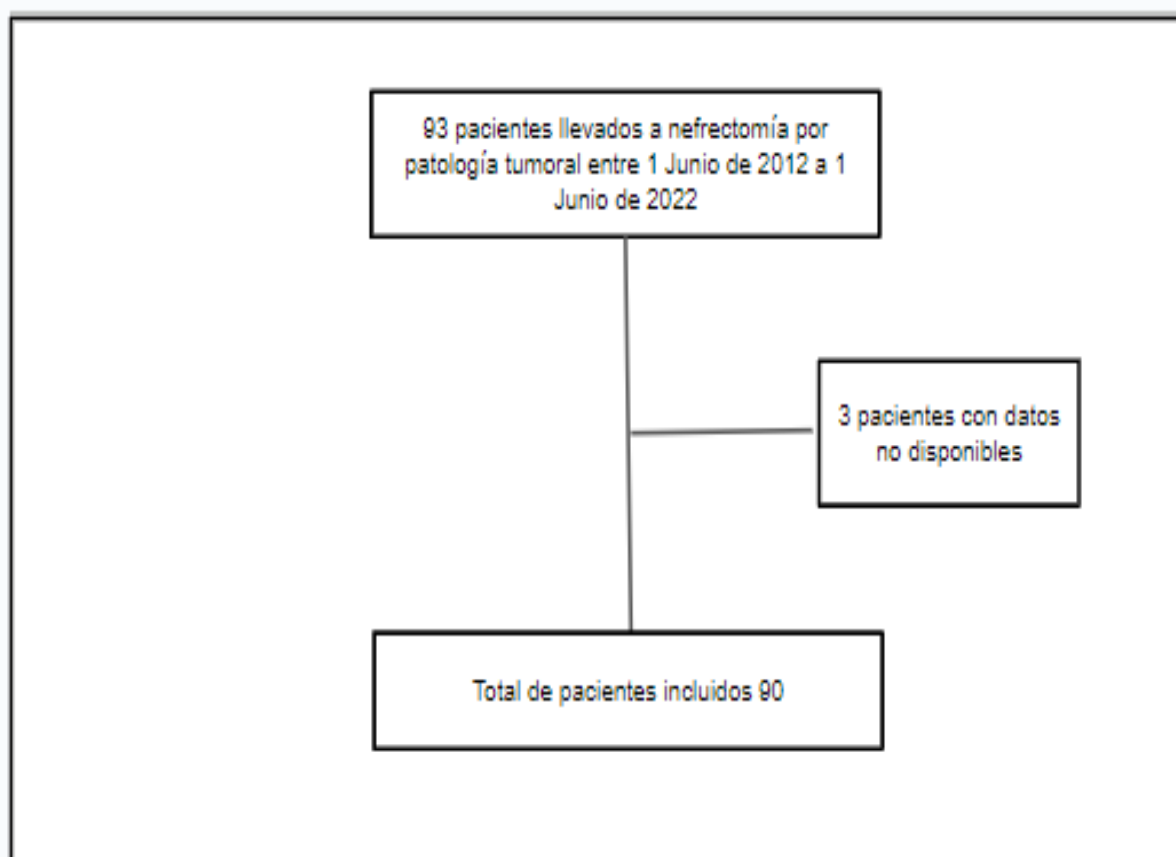 93 pacientes llevados a nefrectomía por
patología tumoral entre 1 Junio de 2012 a 1
Junio de 2022
3 pacientes con datos
no disponibles
Total de pacientes incluidos 90